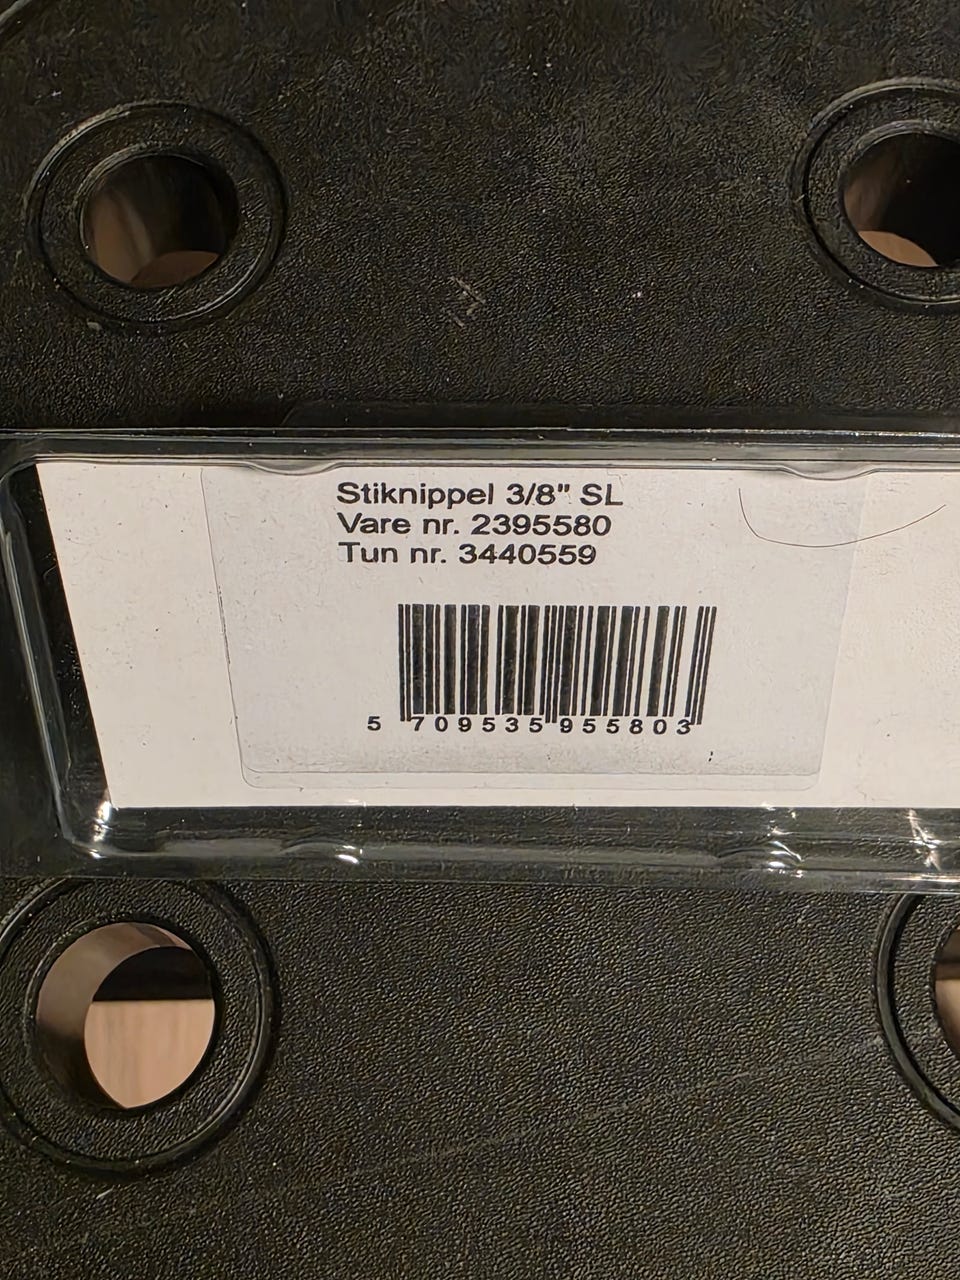 Stiknippel 3/8" SL
Vare nr. 2395580
Tun nr. 3440559
5 709535 955803